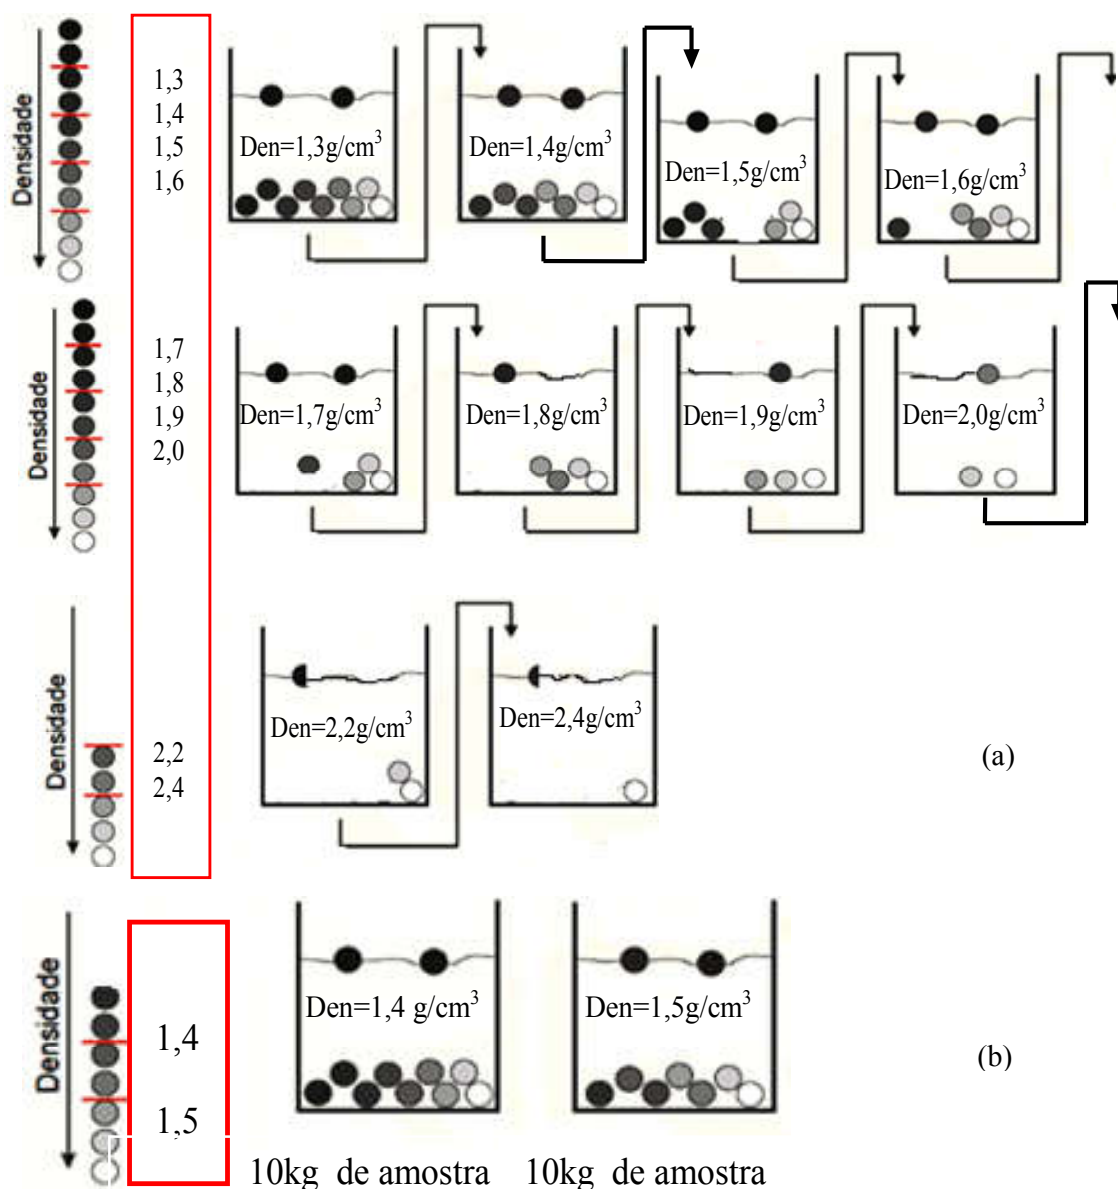 Densidade
1,3
1,4
1,5
1,6
Den=1,3g/cm³
Den=1,4g/cm³
Den=1,5g/cm³
Den=1,6g/cm³
Densidade
1,7
1,8
1,9
2,0
Den=1,7g/cm³
Den=1,8g/cm³
Den=1,9g/cm³
Den=2,0g/cm³
Densidade
2,2
2,4
Den=2,2g/cm³
Den=2,4g/cm³
(a)
Densidade
1,4
1,5
Den=1,4 g/cm³
Den=1,5g/cm³
(b)
10kg de amostra
10kg de amostra